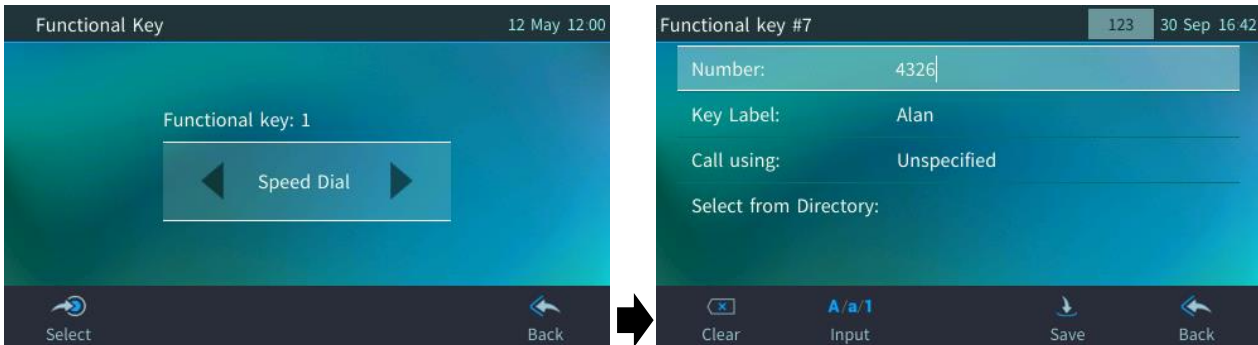 Functional Key 12 May 12:00
Functional key: 1
Speed Dial
Select Back
Functional key #7 123 30 Sep 16:42
Number: 4326
Key Label: Alan
Call using: Unspecified
Select from Directory:
A/a/1
Clear Input Save Back